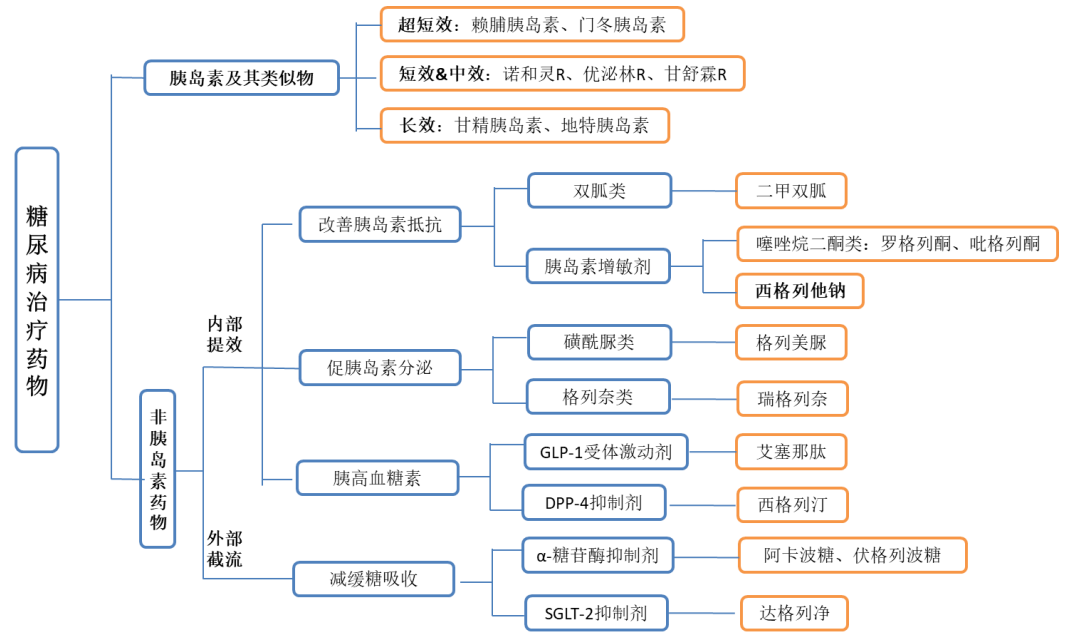 糖尿病治疗药物
胰岛素及其类似物
超短效：赖脯胰岛素、门冬胰岛素
短效&中效：诺和灵R、优泌林R、甘舒霖R
长效：甘精胰岛素、地特胰岛素
非胰岛素药物
内部
提效
改善胰岛素抵抗
双胍类
二甲双胍
胰岛素增敏剂
噻唑烷二酮类：罗格列酮、吡格列酮
西格列他钠
促胰岛素分泌
磺酰脲类
格列美脲
格列奈类
瑞格列奈
胰高血糖素
GLP-1受体激动剂
艾塞那肽
DPP-4抑制剂
西格列汀
外部
截流
减缓糖吸收
α-糖苷酶抑制剂
阿卡波糖、伏格列波糖
SGLT-2抑制剂
达格列净